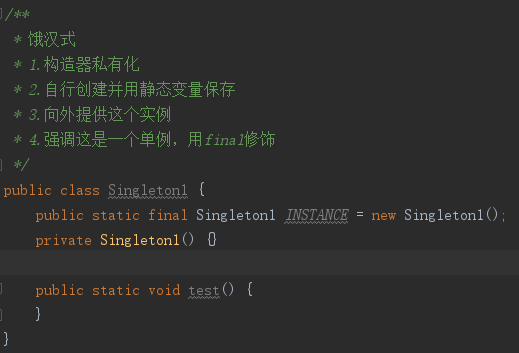 /**
 * 饿汉式
 * 1.构造器私有化
 * 2.自行创建并用静态变量保存
 * 3.向外提供这个实例
 * 4.强调这是一个单例，用final修饰
 */
public class Singleton1 {
    public static final Singleton1 INSTANCE = new Singleton1();
    private Singleton1() {}

    public static void test() {
    }
}